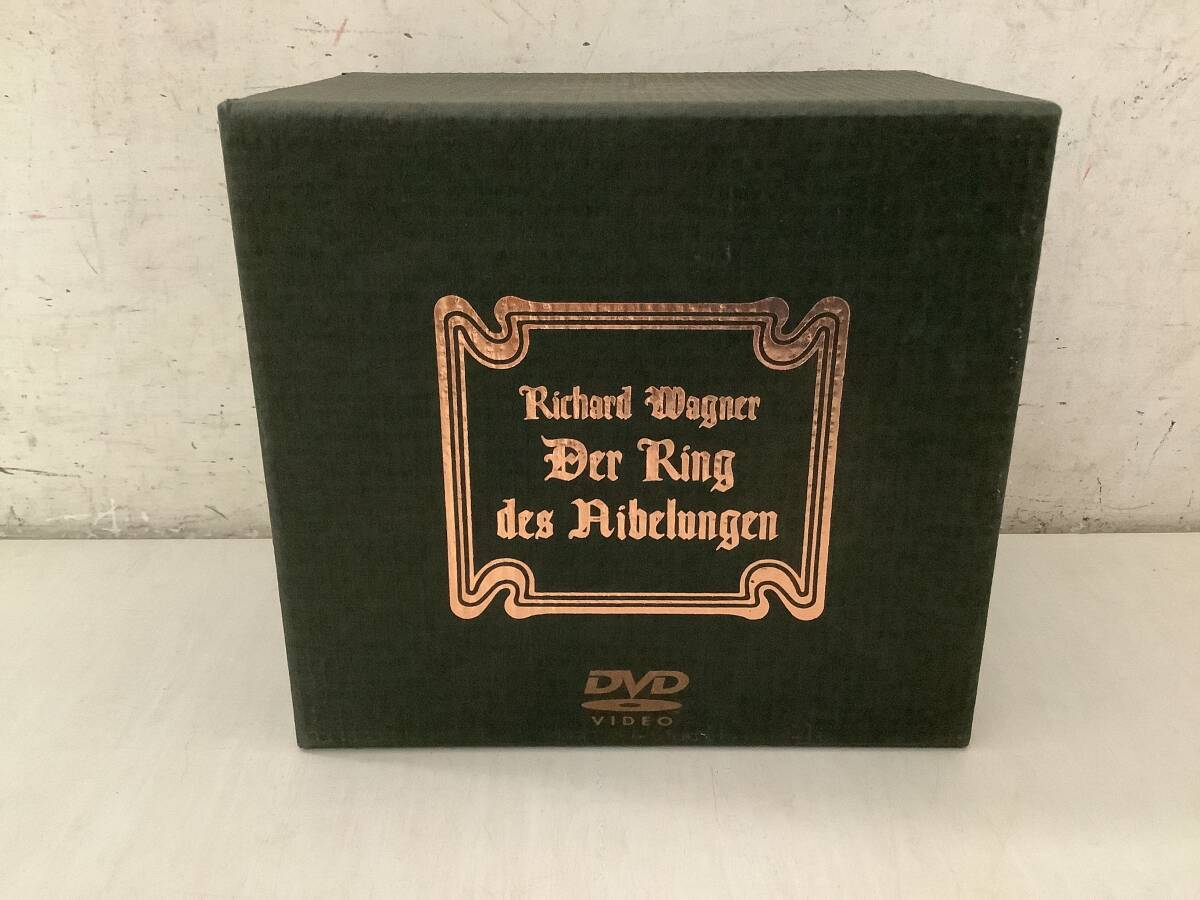 Richard Wagner
Der Ring
des Nibelungen
DVD
VIDEO